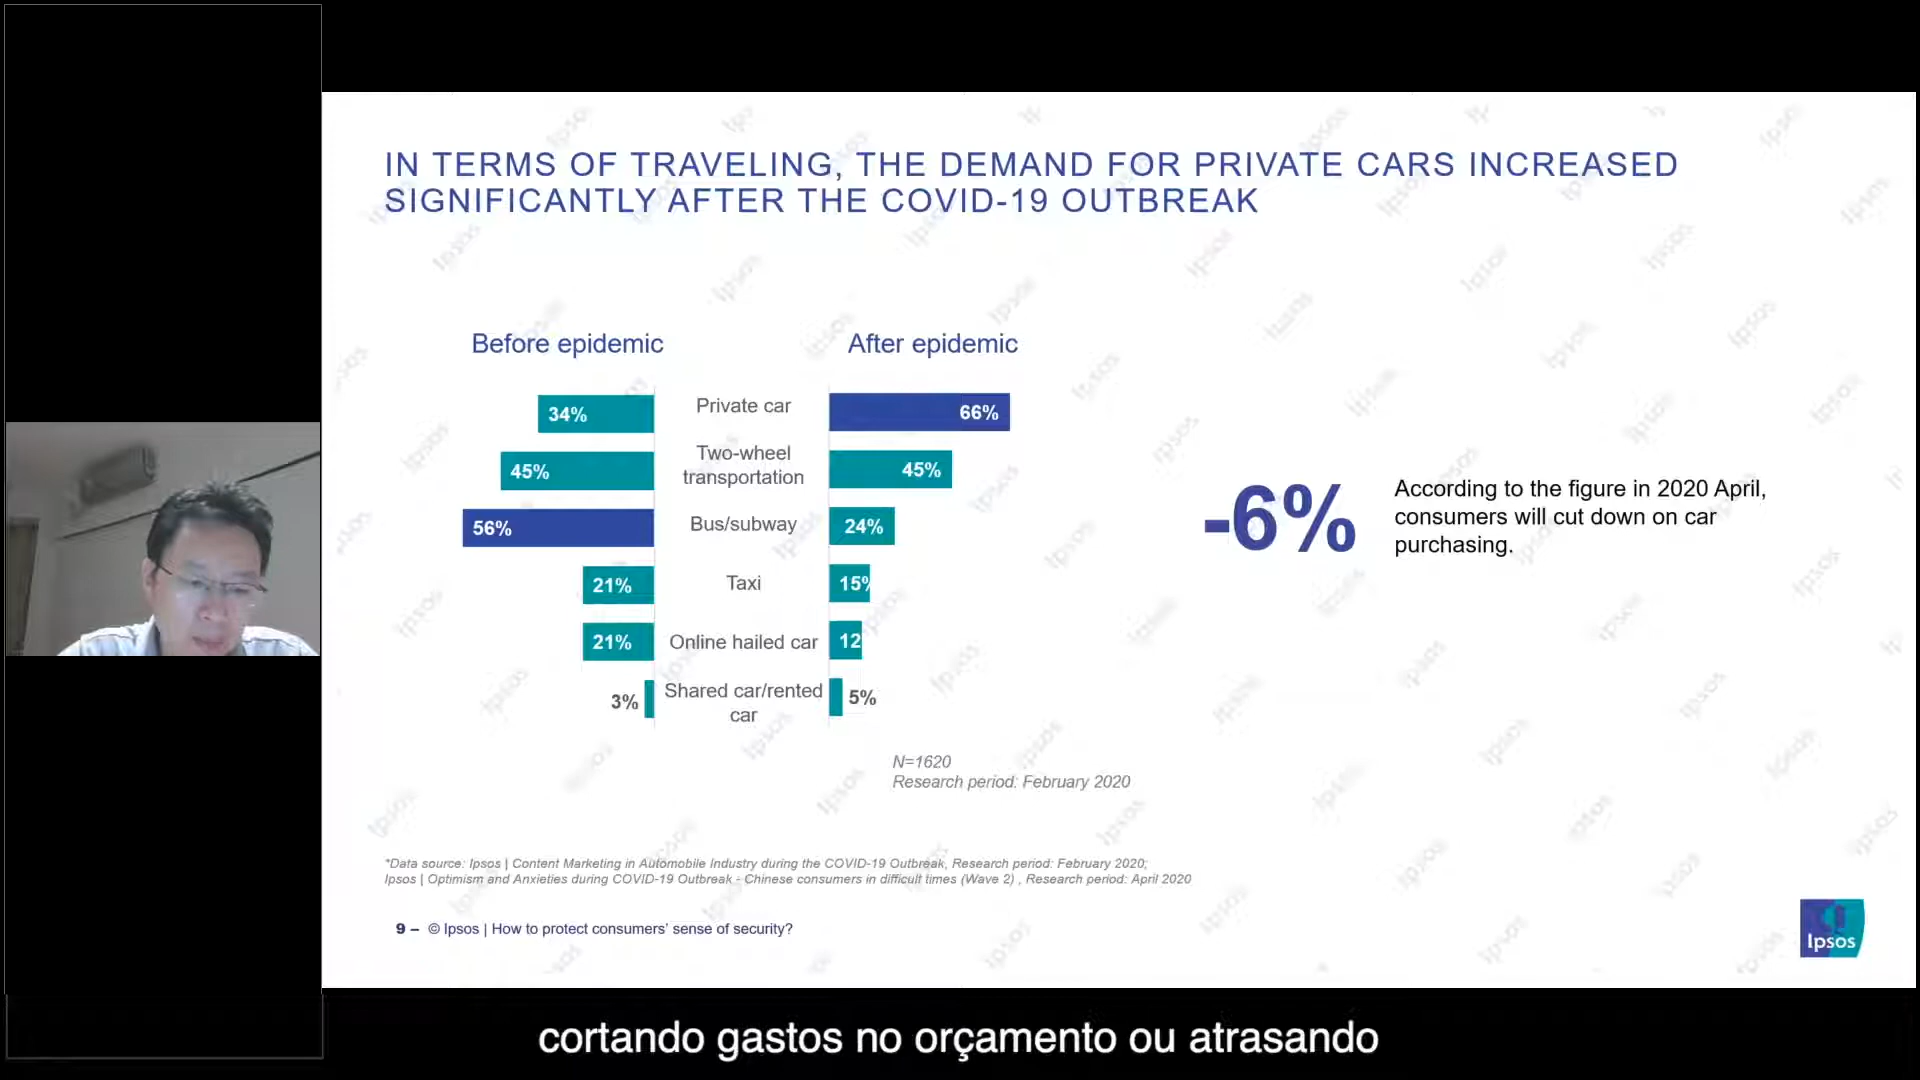 IN TERMS OF TRAVELING, THE DEMAND FOR PRIVATE CARS INCREASED
SIGNIFICANTLY AFTER THE COVID-19 OUTBREAK
Before epidemic
After epidemic
34%
Private car
66%
45%
Two-wheel
transportation
45%
56%
Bus/subway
24%
21%
Taxi
15%
21%
Online hailed car
12
3%
Shared car/rented
car
5%
-6%
According to the figure in 2020 April,
consumers will cut down on car
purchasing.
N=1620
Research period: February 2020
*Data source: Ipsos | Content Marketing in Automobile Industry during the COVID-19 Outbreak, Research period: February 2020;
Ipsos | Optimism and Anxieties during COVID-19 Outbreak - Chinese consumers in difficult times (Wave 2) , Research period: April 2020
9 – © Ipsos | How to protect consumers' sense of security?
Ipsos
cortando gastos no orçamento ou atrasando